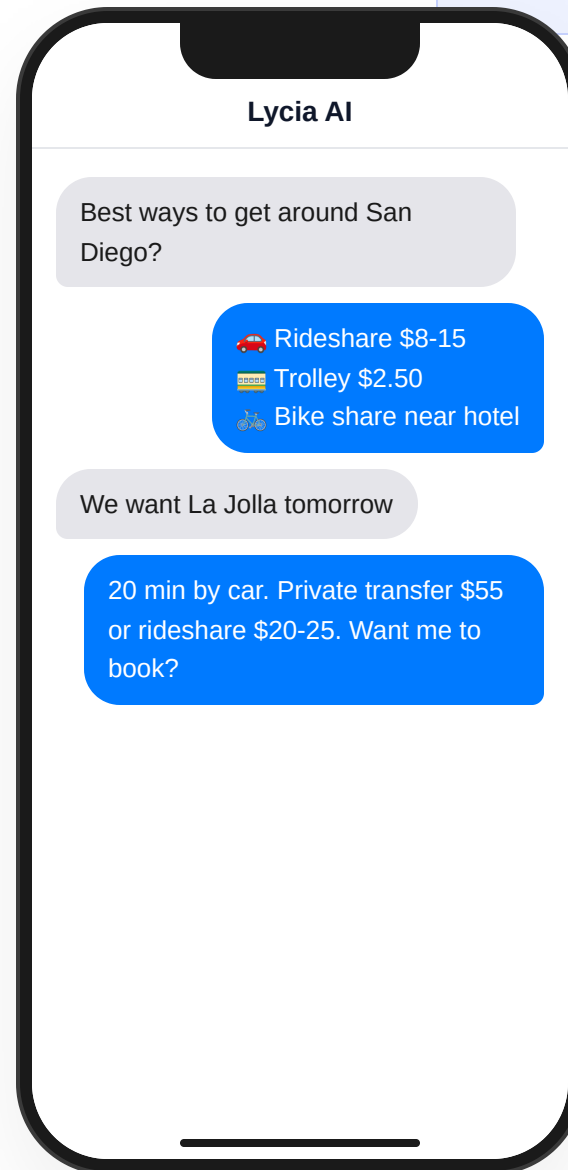 Lycia AI
Best ways to get around San
Diego?
🚗 Rideshare $8-15
🚃 Trolley $2.50
🚲 Bike share near hotel
We want La Jolla tomorrow
20 min by car. Private transfer $55
or rideshare $20-25. Want me to
book?